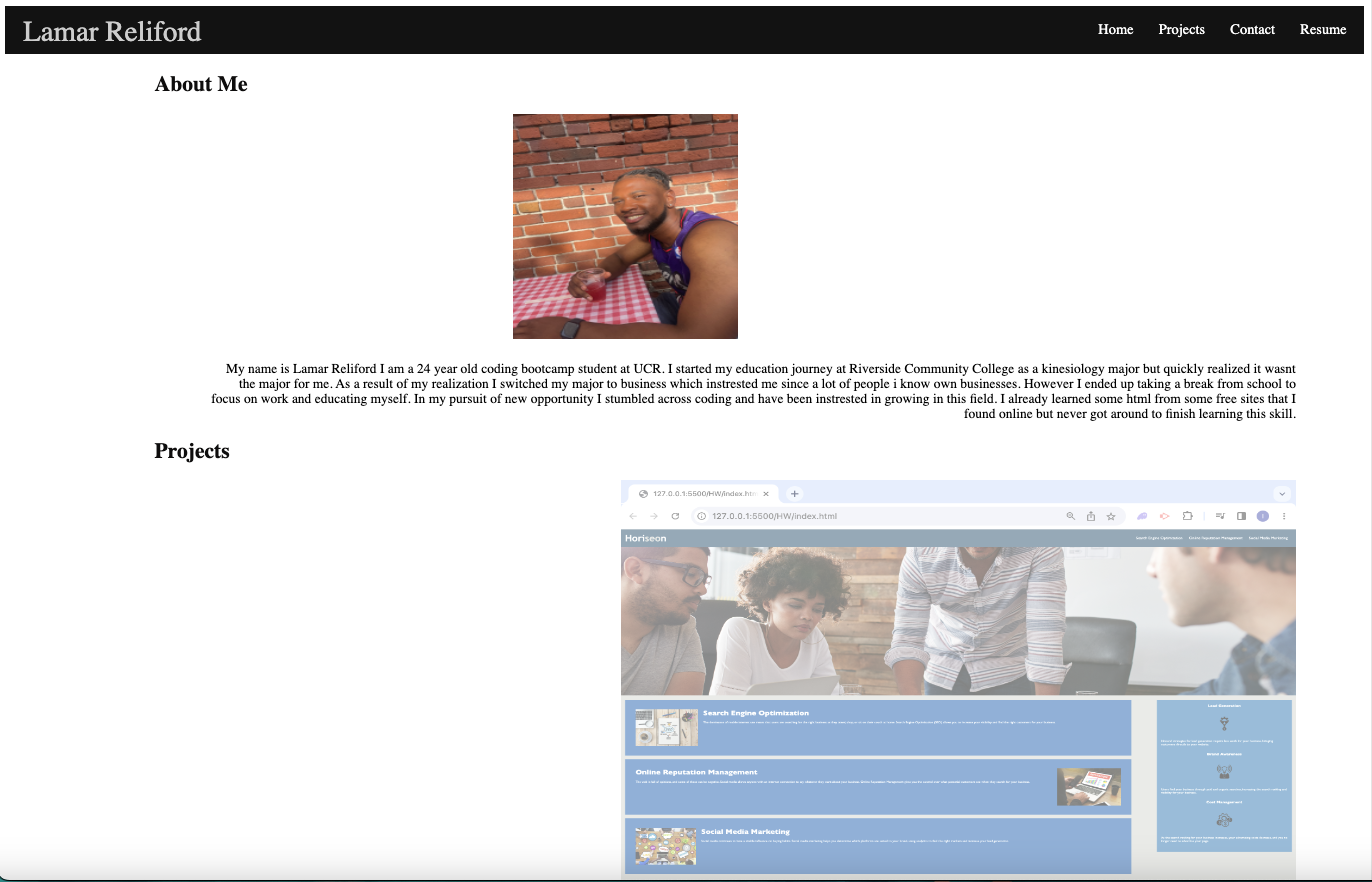 Lamar Reliford
Home Projects Contact Resume
About Me
My name is Lamar Reliford I am a 24 year old coding bootcamp student at UCR. I started my education journey at Riverside Community College as a kinesiology major but quickly realized it wasnt
the major for me. As a result of my realization I switched my major to business which instrested me since a lot of people i know own businesses. However I ended up taking a break from school to
focus on work and educating myself. In my pursuit of new opportunity I stumbled across coding and have been instrested in growing in this field. I already learned some html from some free sites that I
found online but never got around to finish learning this skill.
Projects
127.0.0.1:5500/HW/index.htm
127.0.0.1:5500/HW/index.html
Horiseon
Search Engine Optimization Online Reputation Management Social Media Marketing
Search Engine Optimization
Online Reputation Management
Social Media Marketing
Lead Generation
Brand Awareness
Cost Management